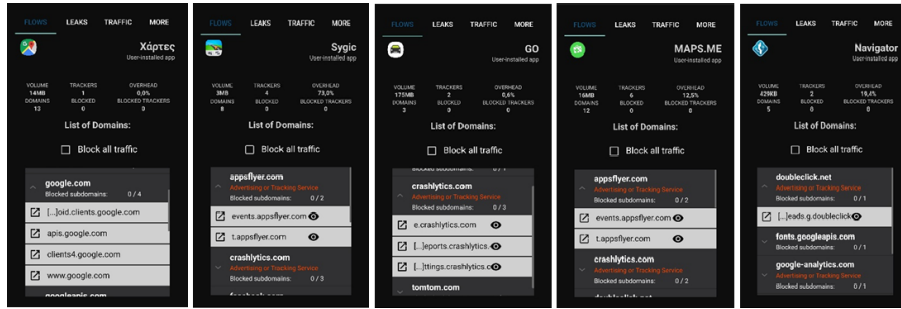 FLOWS LEAKS TRAFFIC MORE
Χάρτες
User-installed app
VOLUME TRACKERS OVERHEAD
14MB 1 0,0%
DOMAINS BLOCKED BLOCKED TRACKERS
13 0 0
List of Domains:
Block all traffic
google.com
Blocked subdomains: 0 / 4
[...]oid.clients.google.com
apis.google.com
clients4.google.com
www.google.com
googleapis.com
FLOWS LEAKS TRAFFIC MORE
Sygic
User-installed app
VOLUME TRACKERS OVERHEAD
3MB 4 73,0%
DOMAINS BLOCKED BLOCKED TRACKERS
8 0 0
List of Domains:
Block all traffic
appsflyer.com
Advertising or Tracking Service
Blocked subdomains: 0 / 2
events.appsflyer.com
t.appsflyer.com
crashlytics.com
Advertising or Tracking Service
Blocked subdomains: 0 / 3
facebook.com
FLOWS LEAKS TRAFFIC MORE
GO
User-installed app
VOLUME TRACKERS OVERHEAD
175MB 2 0,6%
DOMAINS BLOCKED BLOCKED TRACKERS
3 0 0
List of Domains:
Block all traffic
Blocked subdomains: 0 / 1
crashlytics.com
Advertising or Tracking Service
Blocked subdomains: 0 / 3
e.crashlytics.com
[...]eports.crashlytics.
[...]ttings.crashlytics.c
tomtom.com
FLOWS LEAKS TRAFFIC MORE
MAPS.ME
User-installed app
VOLUME TRACKERS OVERHEAD
16MB 6 12,5%
DOMAINS BLOCKED BLOCKED TRACKERS
12 0 0
List of Domains:
Block all traffic
appsflyer.com
Advertising or Tracking Service
Blocked subdomains: 0 / 2
events.appsflyer.com
t.appsflyer.com
crashlytics.com
Advertising or Tracking Service
Blocked subdomains: 0 / 2
doubleclick.net
FLOWS LEAKS TRAFFIC MORE
Navigator
User-installed app
VOLUME TRACKERS OVERHEAD
429KB 2 19,4%
DOMAINS BLOCKED BLOCKED TRACKERS
5 0 0
List of Domains:
Block all traffic
doubleclick.net
Advertising or Tracking Service
Blocked subdomains: 0 / 1
[...]eads.g.doubleclick
fonts.googleapis.com
Blocked subdomains: 0 / 1
google-analytics.com
Advertising or Tracking Service
Blocked subdomains: 0 / 1